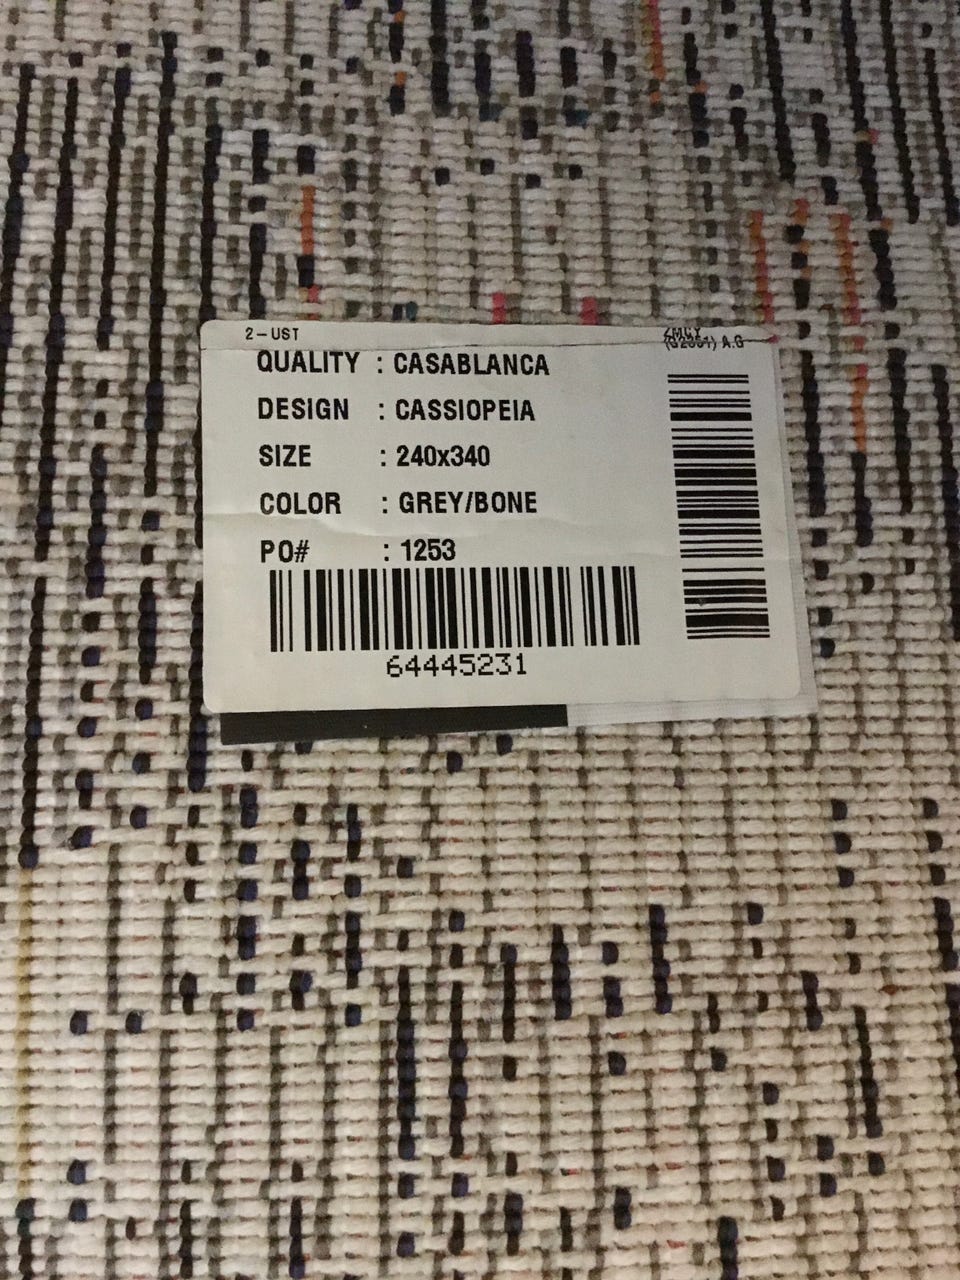 2-UST
A.G
QUALITY : CASABLANCA
DESIGN : CASSIOPEIA
SIZE : 240x340
COLOR : GREY/BONE
PO# : 1253
64445231